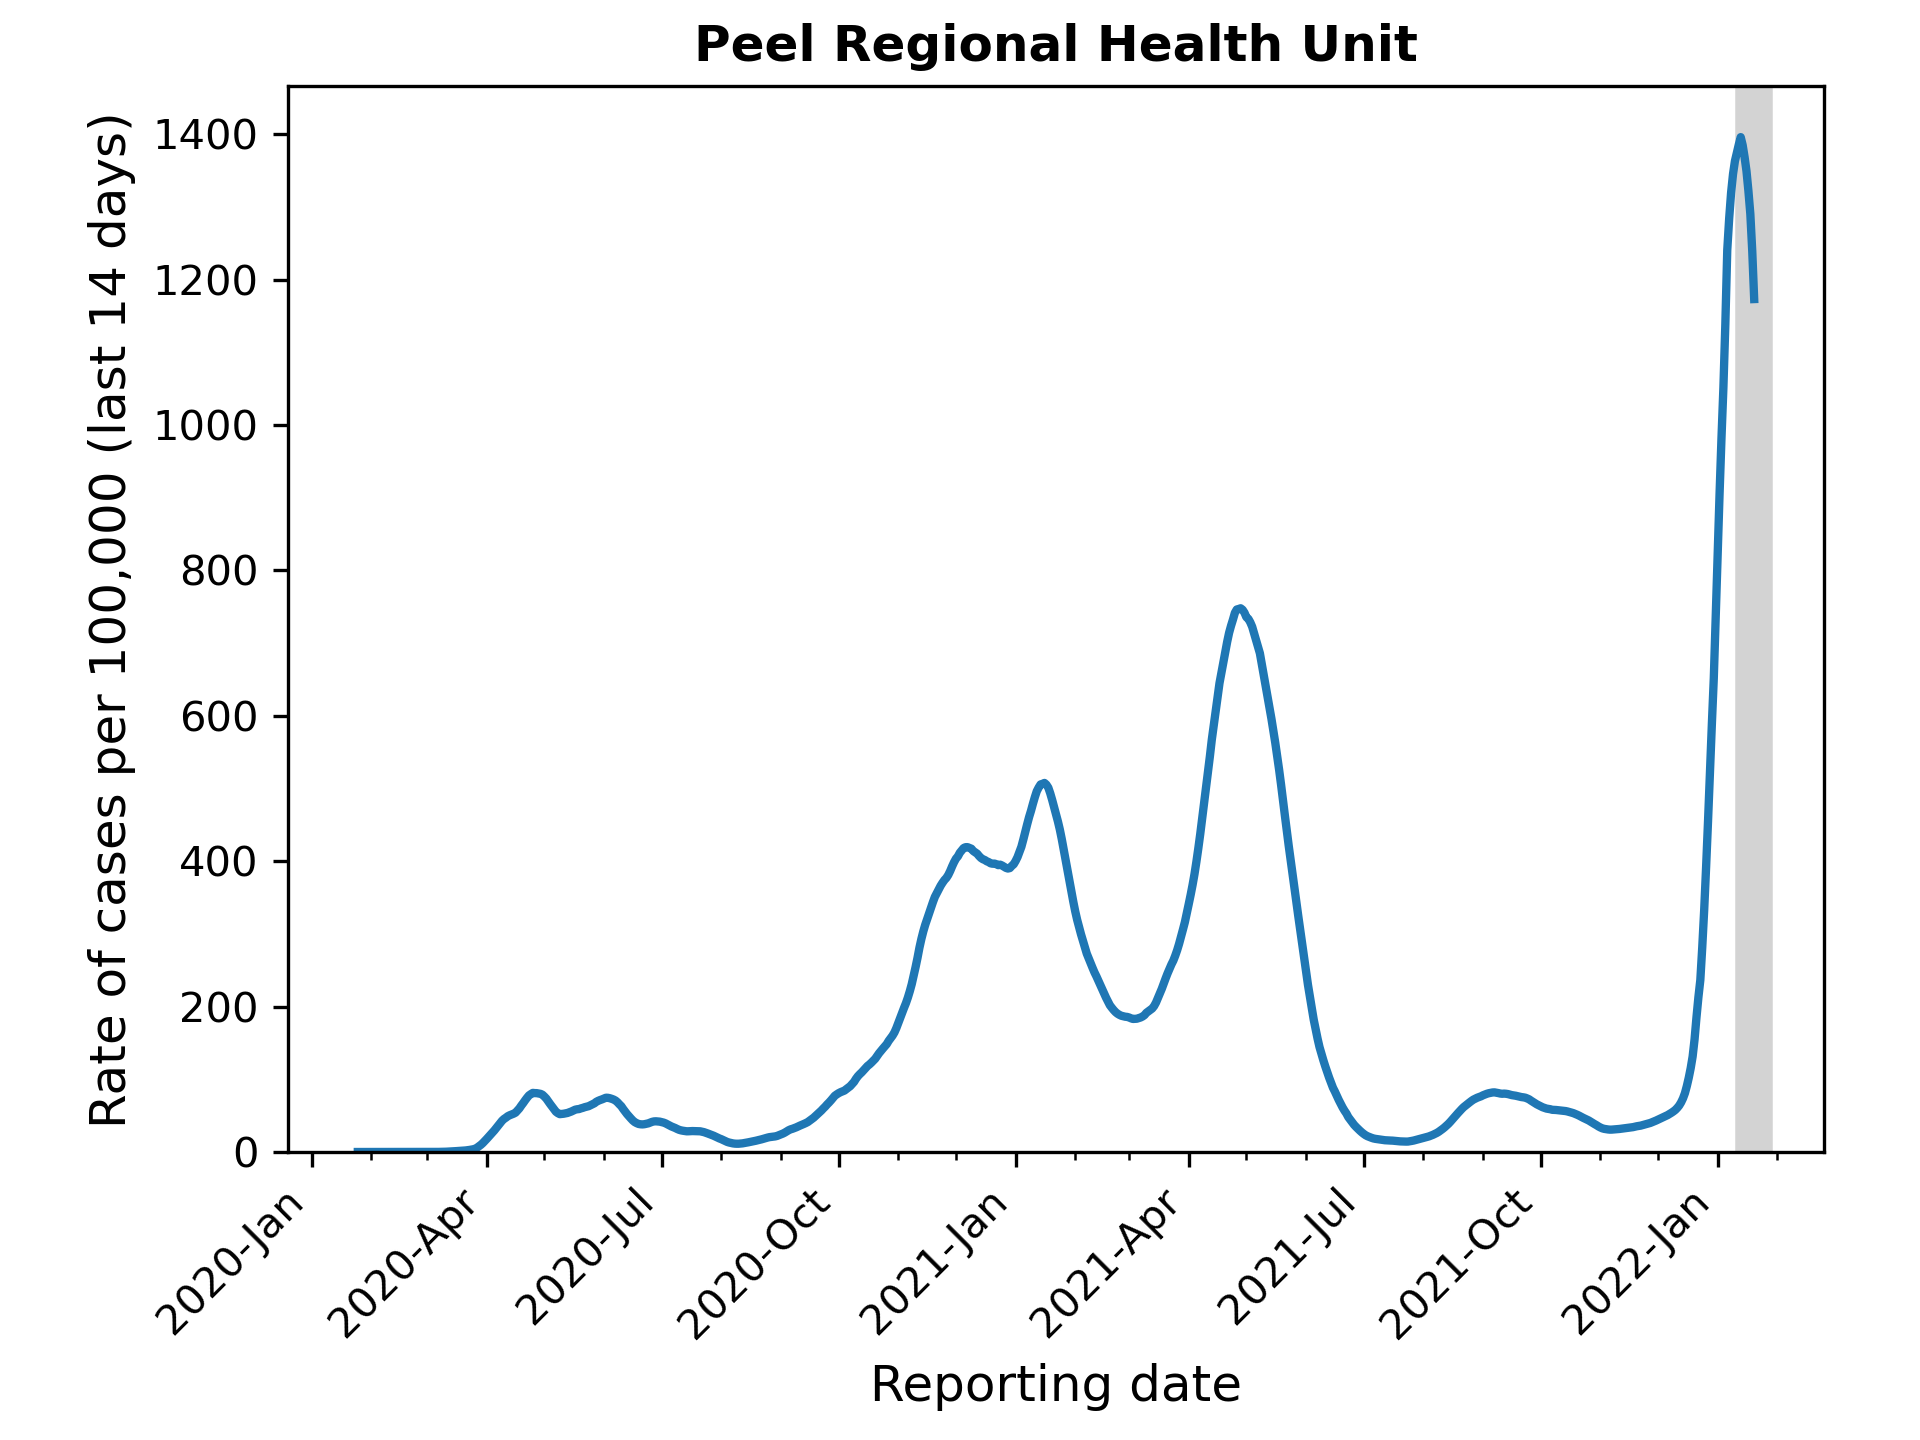 Peel Regional Health Unit
Rate of cases per 100,000 (last 14 days)
1400
1200
1000
800
600
400
200
0
2020-Jan
2020-Apr
2020-Jul
2020-Oct
2021-Jan
2021-Apr
2021-Jul
2021-Oct
2022-Jan
Reporting date